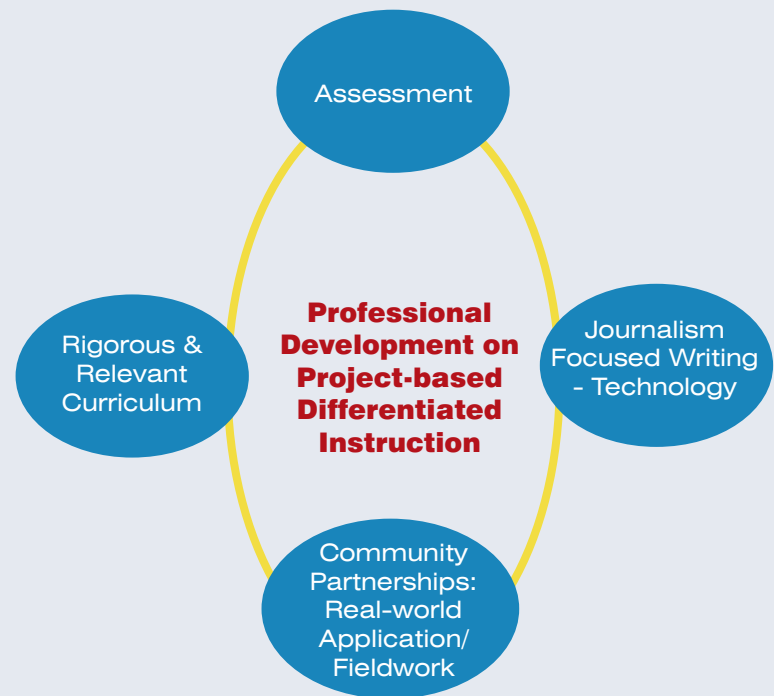 Assessment
Rigorous &
Relevant
Curriculum
Professional
Development on
Project-based
Differentiated
Instruction
Journalism
Focused Writing
- Technology
Community
Partnerships:
Real-world
Application/
Fieldwork